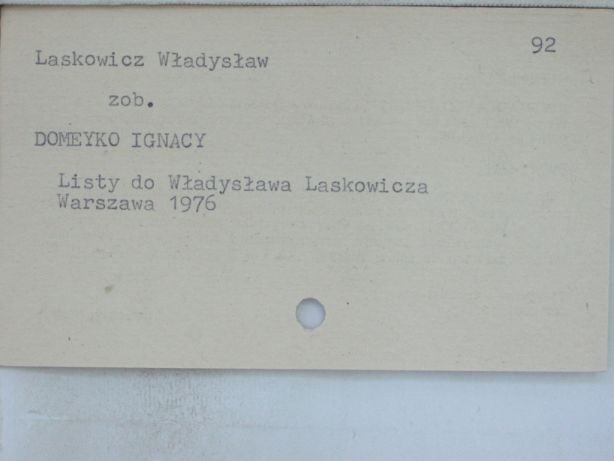 92
Laskowicz Władysław
zob.
DOMEYKO IGNACY
Listy do Władysława Laskowicza
Warszawa 1976